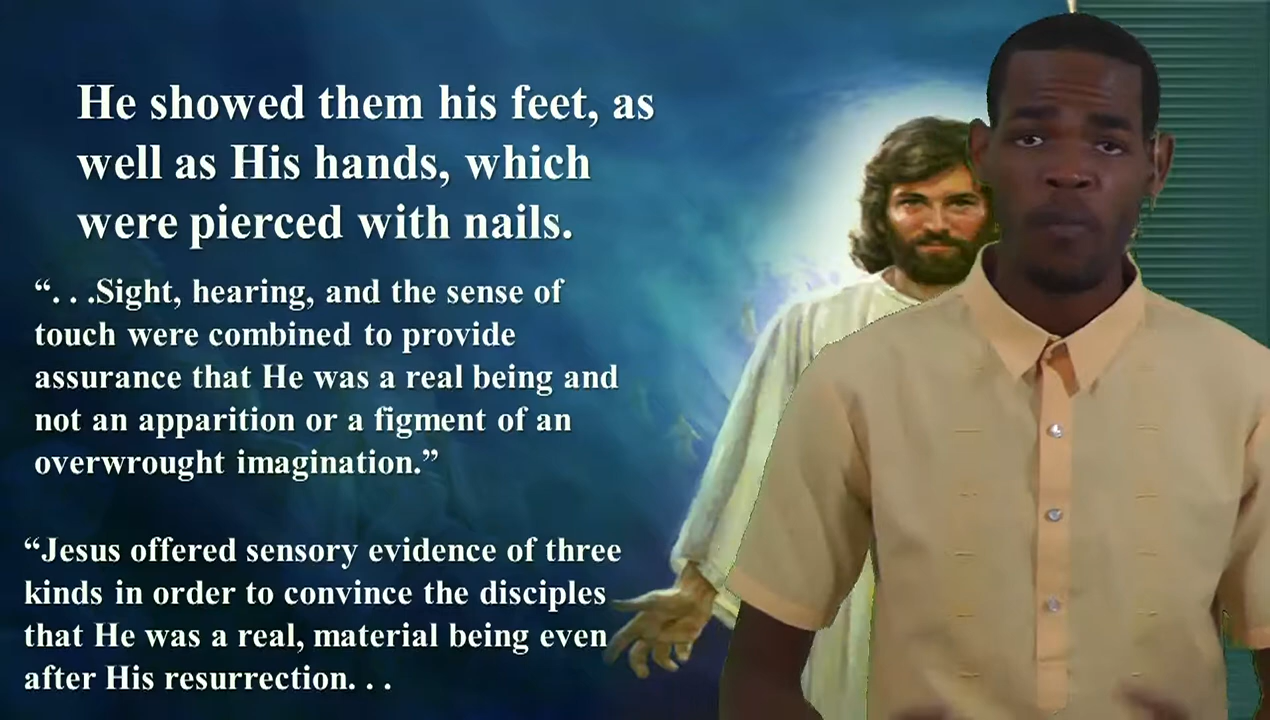 He showed them his feet, as
well as His hands, which
were pierced with nails.
“. . .Sight, hearing, and the sense of
touch were combined to provide
assurance that He was a real being and
not an apparition or a figment of an
overwrought imagination.”
“Jesus offered sensory evidence of three
kinds in order to convince the disciples
that He was a real, material being even
after His resurrection. . .